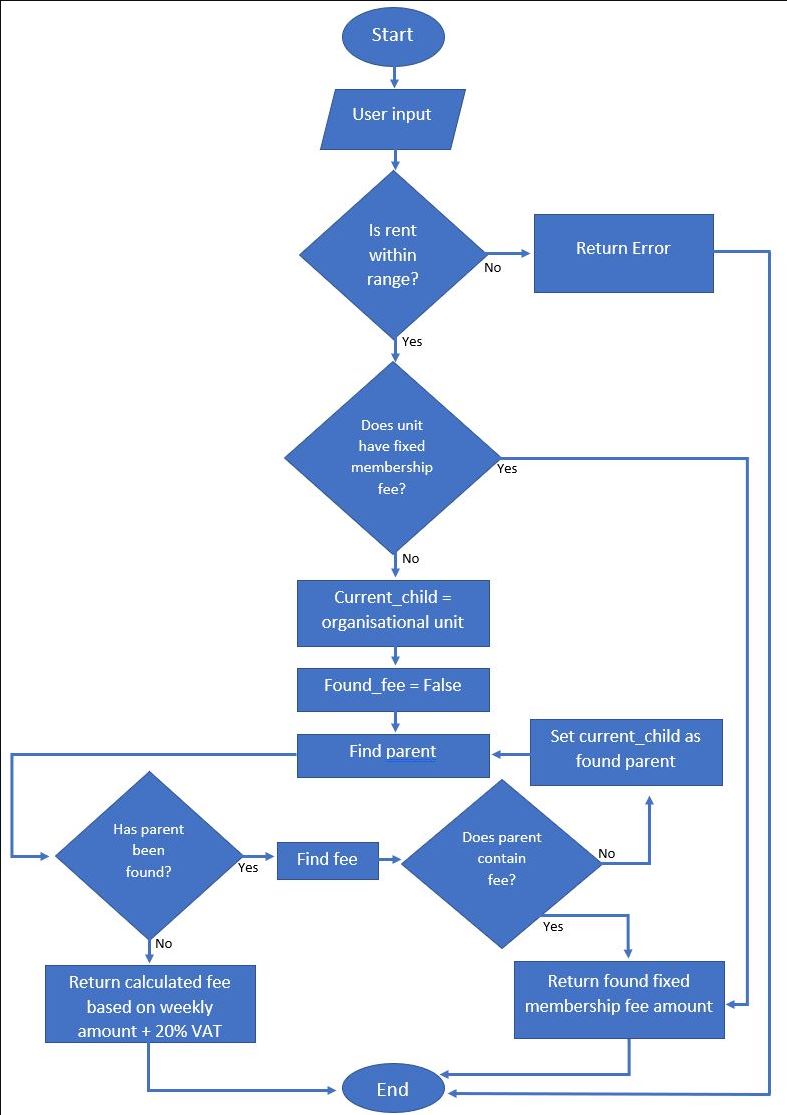 Start
User input
Is rent
within
range?
No
Return Error
Yes
Does unit
have fixed
membership
fee?
Yes
No
Current_child =
organisational unit
Found_fee = False
Find parent
Set current_child as
found parent
Has parent
been
found?
Yes
Find fee
Does parent
contain
fee?
No
Yes
No
Return calculated fee
based on weekly
amount + 20% VAT
Return found fixed
membership fee amount
End